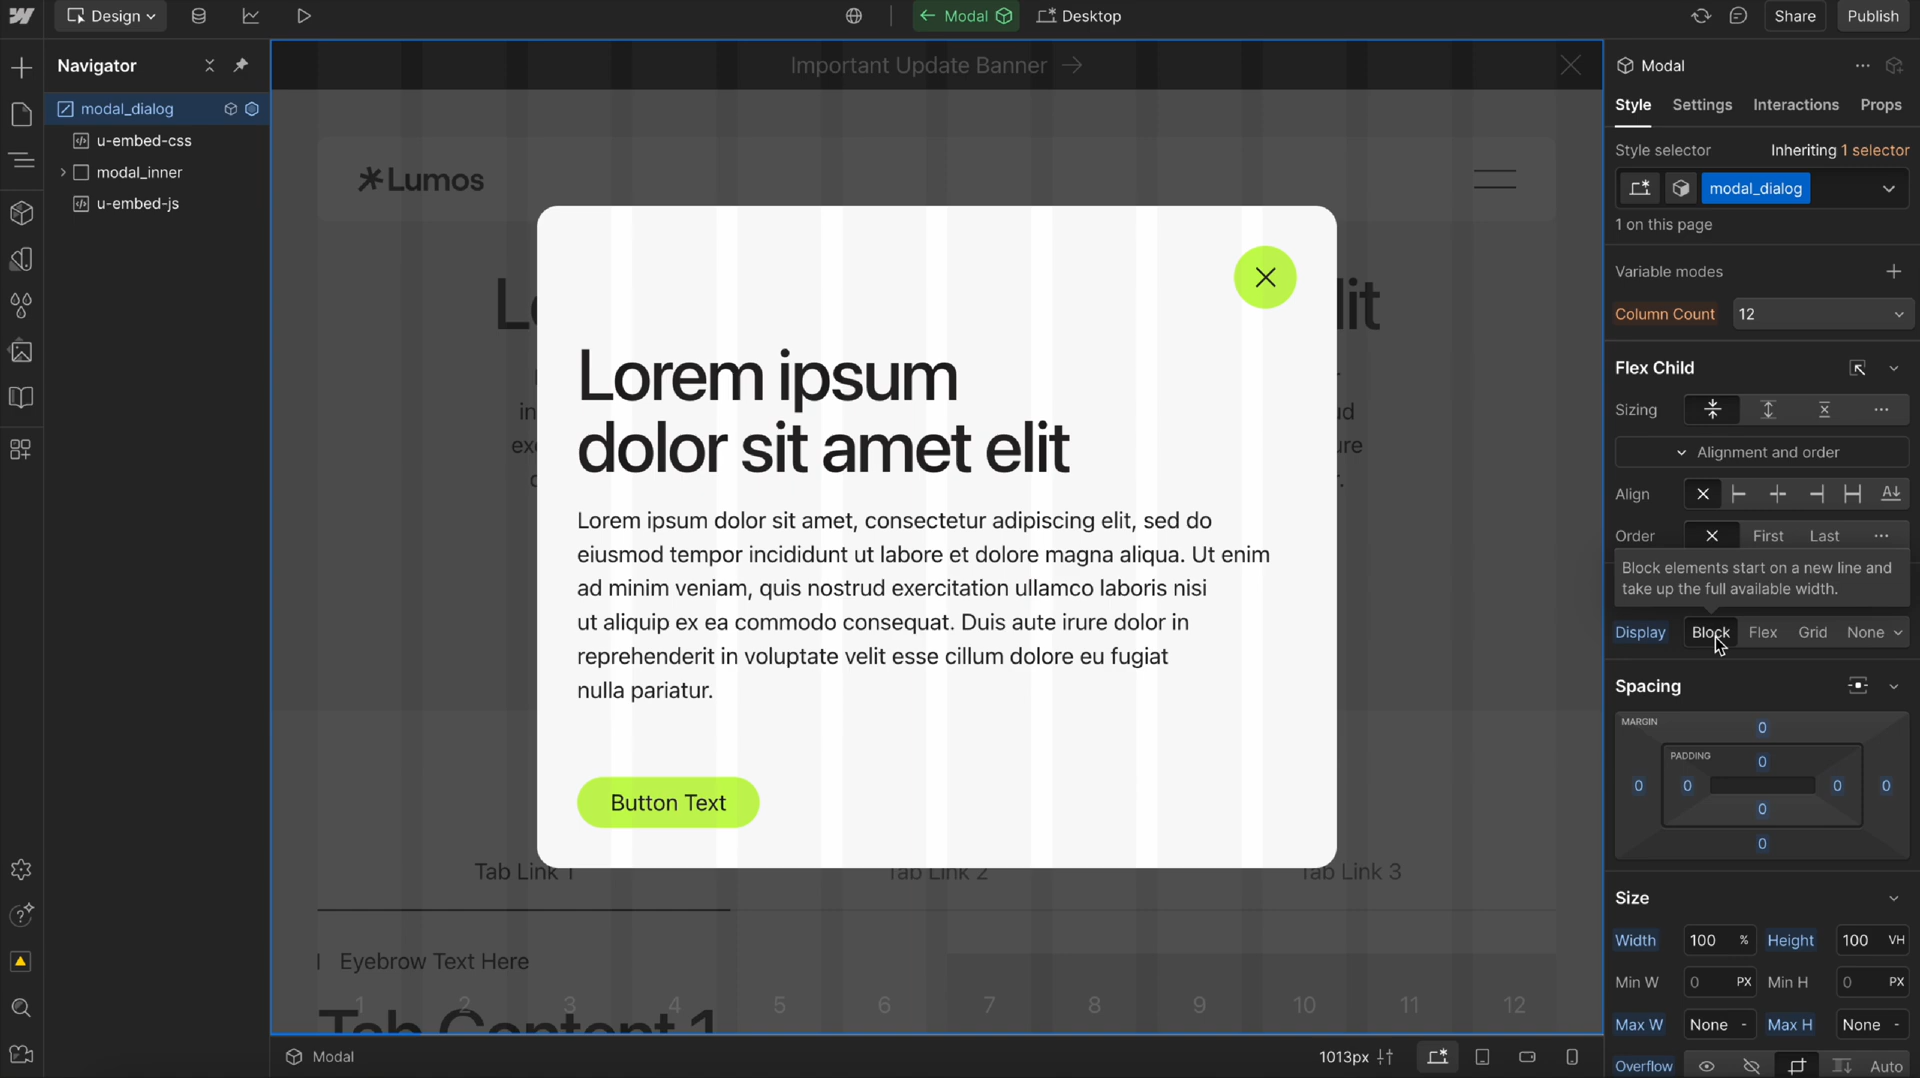 Design
Modal
Desktop
Share
Publish
Navigator
modal_dialog
u-embed-css
modal_inner
u-embed-js
Important Update Banner →
Lumos
Lorem ipsum
dolor sit amet elit
Lorem ipsum dolor sit amet, consectetur adipiscing elit, sed do
eiusmod tempor incididunt ut labore et dolore magna aliqua. Ut enim
ad minim veniam, quis nostrud exercitation ullamco laboris nisi
ut aliquip ex ea commodo consequat. Duis aute irure dolor in
reprehenderit in voluptate velit esse cillum dolore eu fugiat
nulla pariatur.
Button Text
Tab Link 1 Tab Link 2 Tab Link 3
Eyebrow Text Here
1 2 3 4 5 6 7 8 9 10 11 12
Tab Content 1
Modal
1013px
Modal
Style Settings Interactions Props
Style selector Inheriting 1 selector
modal_dialog
1 on this page
Variable modes
Column Count 12
Flex Child
Sizing
Alignment and order
Align
Order First Last
Block elements start on a new line and
take up the full available width.
Display Block Flex Grid None
Spacing
MARGIN
0
PADDING
0
0 0 0 0
0
0
Size
Width 100 % Height 100 VH
Min W 0 PX Min H 0 PX
Max W None - Max H None -
Overflow Auto